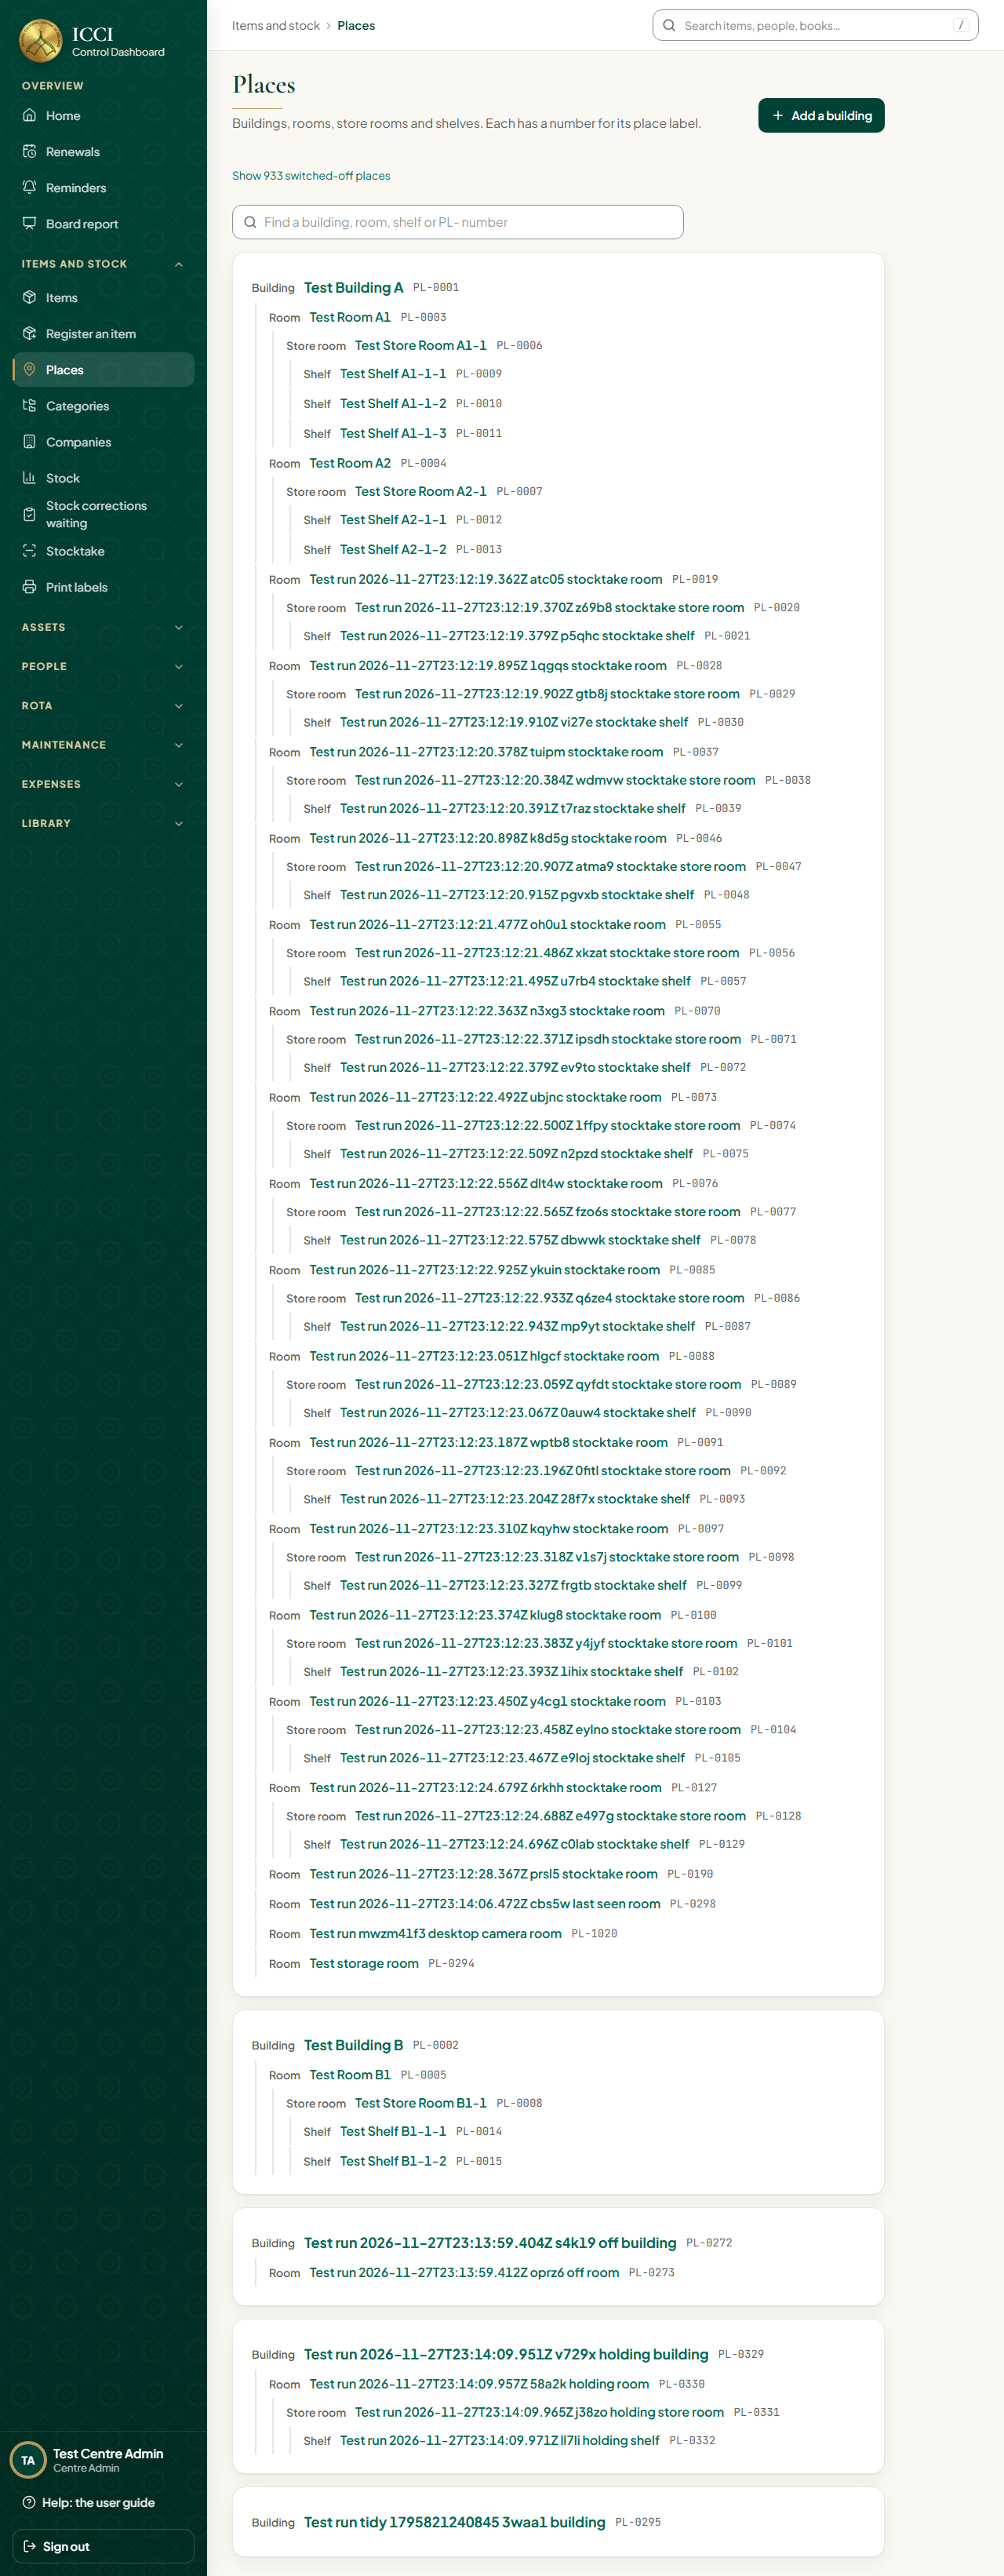 ICCI
Control Dashboard
OVERVIEW
Home
Renewals
Reminders
Board report
ITEMS AND STOCK
Items
Register an item
Places
Categories
Companies
Stock
Stock corrections
waiting
Stocktake
Print labels
ASSETS
PEOPLE
ROTA
MAINTENANCE
EXPENSES
LIBRARY
TA
Test Centre Admin
Centre Admin
Help: the user guide
Sign out
Items and stock > Places
Search items, people, books... /
Places
Buildings, rooms, store rooms and shelves. Each has a number for its place label.
+ Add a building
Show 933 switched-off places
Find a building, room, shelf or PL- number
Building Test Building A PL-0001
Room Test Room A1 PL-0003
Store room Test Store Room A1-1 PL-0006
Shelf Test Shelf A1-1-1 PL-0009
Shelf Test Shelf A1-1-2 PL-0010
Shelf Test Shelf A1-1-3 PL-0011
Room Test Room A2 PL-0004
Store room Test Store Room A2-1 PL-0007
Shelf Test Shelf A2-1-1 PL-0012
Shelf Test Shelf A2-1-2 PL-0013
Room Test run 2026-11-27T23:12:19.362Z atc05 stocktake room PL-0019
Store room Test run 2026-11-27T23:12:19.370Z z69b8 stocktake store room PL-0020
Shelf Test run 2026-11-27T23:12:19.379Z p5qhc stocktake shelf PL-0021
Room Test run 2026-11-27T23:12:19.895Z 1qgqs stocktake room PL-0028
Store room Test run 2026-11-27T23:12:19.902Z gtb8j stocktake store room PL-0029
Shelf Test run 2026-11-27T23:12:19.910Z vi27e stocktake shelf PL-0030
Room Test run 2026-11-27T23:12:20.378Z tuipm stocktake room PL-0037
Store room Test run 2026-11-27T23:12:20.384Z wdmvw stocktake store room PL-0038
Shelf Test run 2026-11-27T23:12:20.391Z t7raz stocktake shelf PL-0039
Room Test run 2026-11-27T23:12:20.898Z k8d5g stocktake room PL-0046
Store room Test run 2026-11-27T23:12:20.907Z atma9 stocktake store room PL-0047
Shelf Test run 2026-11-27T23:12:20.915Z pgvxb stocktake shelf PL-0048
Room Test run 2026-11-27T23:12:21.477Z oh0u1 stocktake room PL-0055
Store room Test run 2026-11-27T23:12:21.486Z xkzat stocktake store room PL-0056
Shelf Test run 2026-11-27T23:12:21.495Z u7rb4 stocktake shelf PL-0057
Room Test run 2026-11-27T23:12:22.363Z n3xg3 stocktake room PL-0070
Store room Test run 2026-11-27T23:12:22.371Z ipsdh stocktake store room PL-0071
Shelf Test run 2026-11-27T23:12:22.379Z ev9to stocktake shelf PL-0072
Room Test run 2026-11-27T23:12:22.492Z ubjnc stocktake room PL-0073
Store room Test run 2026-11-27T23:12:22.500Z 1ffpy stocktake store room PL-0074
Shelf Test run 2026-11-27T23:12:22.509Z n2pzd stocktake shelf PL-0075
Room Test run 2026-11-27T23:12:22.556Z dlt4w stocktake room PL-0076
Store room Test run 2026-11-27T23:12:22.565Z fzo6s stocktake store room PL-0077
Shelf Test run 2026-11-27T23:12:22.575Z dbwwk stocktake shelf PL-0078
Room Test run 2026-11-27T23:12:22.925Z ykuin stocktake room PL-0085
Store room Test run 2026-11-27T23:12:22.933Z q6ze4 stocktake store room PL-0086
Shelf Test run 2026-11-27T23:12:22.943Z mp9yt stocktake shelf PL-0087
Room Test run 2026-11-27T23:12:23.051Z hlgcf stocktake room PL-0088
Store room Test run 2026-11-27T23:12:23.059Z qyfdt stocktake store room PL-0089
Shelf Test run 2026-11-27T23:12:23.067Z 0auw4 stocktake shelf PL-0090
Room Test run 2026-11-27T23:12:23.187Z wptb8 stocktake room PL-0091
Store room Test run 2026-11-27T23:12:23.196Z 0fitl stocktake store room PL-0092
Shelf Test run 2026-11-27T23:12:23.204Z 28f7x stocktake shelf PL-0093
Room Test run 2026-11-27T23:12:23.310Z kqyhw stocktake room PL-0097
Store room Test run 2026-11-27T23:12:23.318Z v1s7j stocktake store room PL-0098
Shelf Test run 2026-11-27T23:12:23.327Z frgtb stocktake shelf PL-0099
Room Test run 2026-11-27T23:12:23.374Z klug8 stocktake room PL-0100
Store room Test run 2026-11-27T23:12:23.383Z y4jyf stocktake store room PL-0101
Shelf Test run 2026-11-27T23:12:23.393Z 1ihix stocktake shelf PL-0102
Room Test run 2026-11-27T23:12:23.450Z y4cg1 stocktake room PL-0103
Store room Test run 2026-11-27T23:12:23.458Z eylno stocktake store room PL-0104
Shelf Test run 2026-11-27T23:12:23.467Z e9loj stocktake shelf PL-0105
Room Test run 2026-11-27T23:12:24.679Z 6rkhh stocktake room PL-0127
Store room Test run 2026-11-27T23:12:24.688Z e497g stocktake store room PL-0128
Shelf Test run 2026-11-27T23:12:24.696Z c0lab stocktake shelf PL-0129
Room Test run 2026-11-27T23:12:28.367Z prsl5 stocktake room PL-0190
Room Test run 2026-11-27T23:14:06.472Z cbs5w last seen room PL-0298
Room Test run mwzm41f3 desktop camera room PL-1020
Room Test storage room PL-0294
Building Test Building B PL-0002
Room Test Room B1 PL-0005
Store room Test Store Room B1-1 PL-0008
Shelf Test Shelf B1-1-1 PL-0014
Shelf Test Shelf B1-1-2 PL-0015
Building Test run 2026-11-27T23:13:59.404Z s4k19 off building PL-0272
Room Test run 2026-11-27T23:13:59.412Z oprz6 off room PL-0273
Building Test run 2026-11-27T23:14:09.951Z v729x holding building PL-0329
Room Test run 2026-11-27T23:14:09.957Z 58a2k holding room PL-0330
Store room Test run 2026-11-27T23:14:09.965Z j38zo holding store room PL-0331
Shelf Test run 2026-11-27T23:14:09.971Z ll7li holding shelf PL-0332
Building Test run tidy 1795821240845 3waa1 building PL-0295